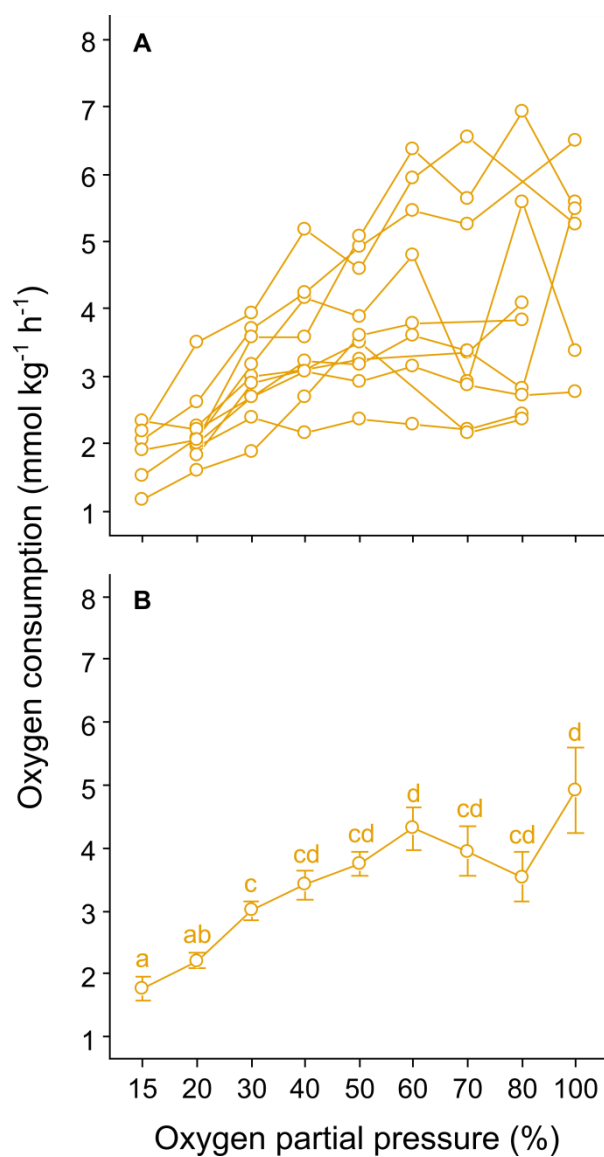 A
8
7
6
5
4
3
2
1
B
8
7
6
5
4
3
2
1
a
ab
c
cd
cd
d
cd
cd
d
15 20 30 40 50 60 70 80 100
Oxygen partial pressure (%)
Oxygen consumption (mmol kg⁻¹ h⁻¹)